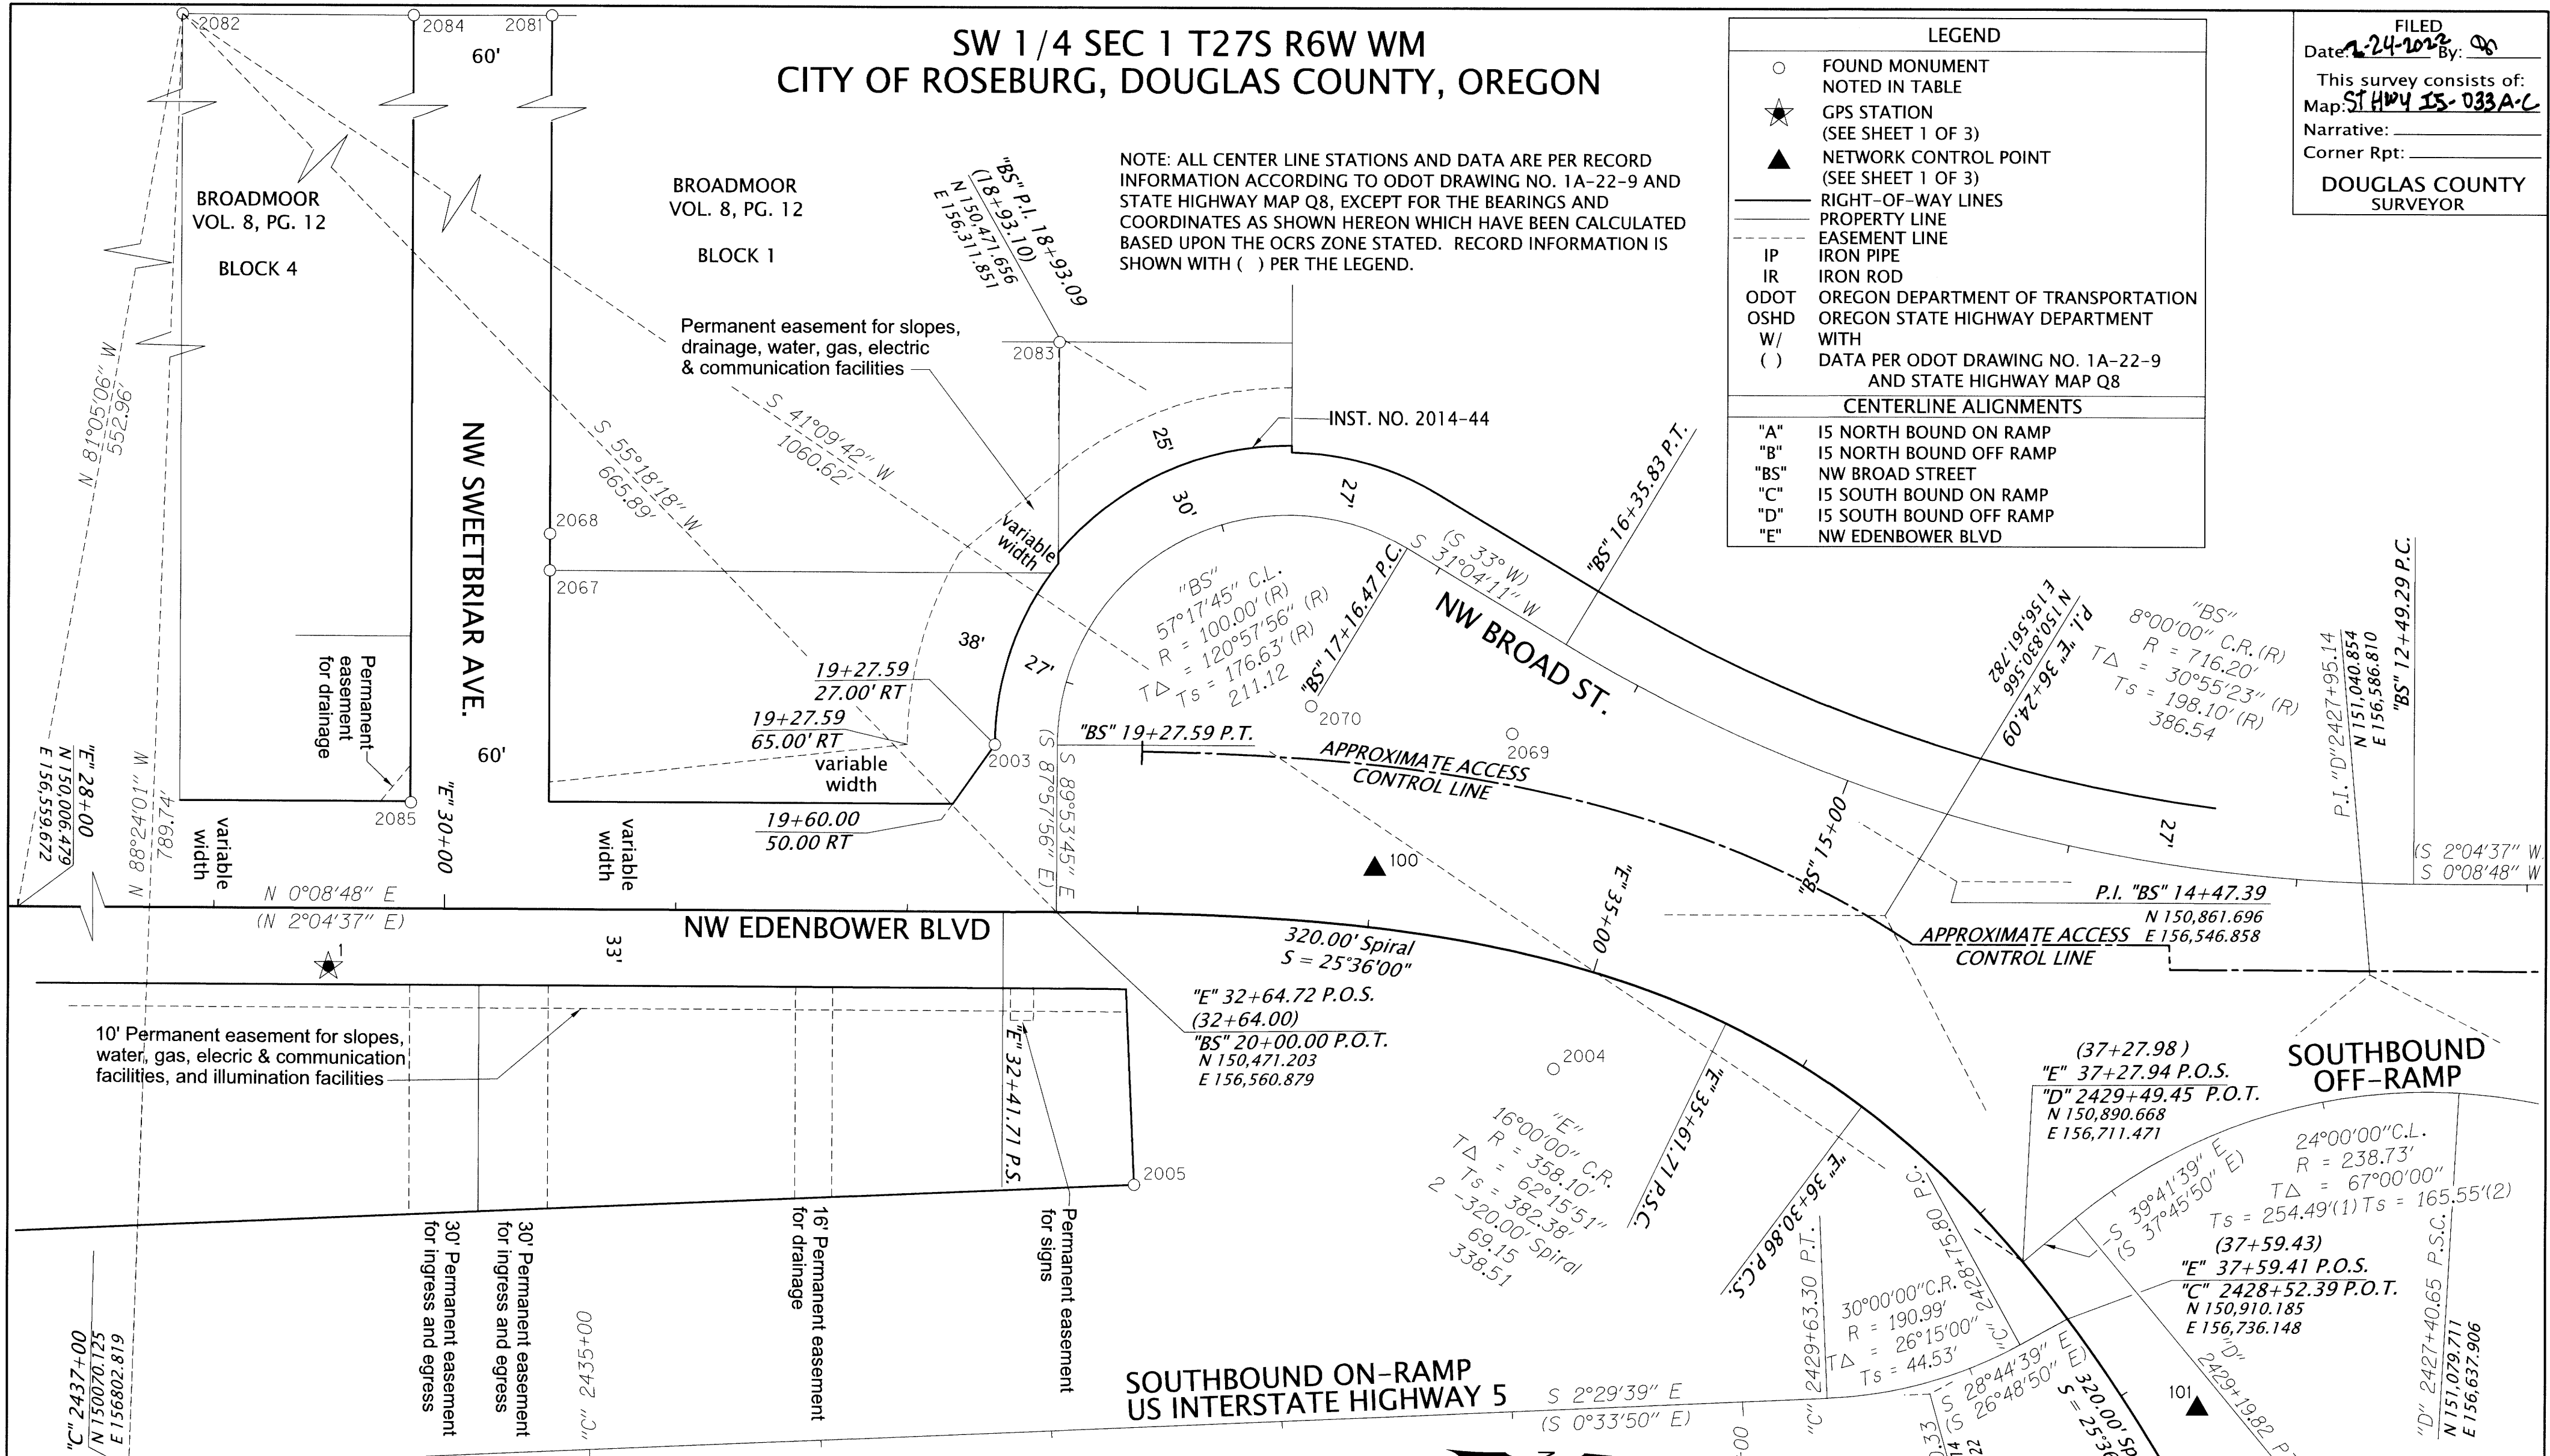 SW 1/4 SEC 1 T27S R6W WM
CITY OF ROSEBURG, DOUGLAS COUNTY, OREGON
FILED
Date: 2-24-2022 By:
This survey consists of:
Map: ST HWY I5-033A-C
Narrative:
Corner Rpt:
DOUGLAS COUNTY
SURVEYOR
LEGEND
FOUND MONUMENT
NOTED IN TABLE
GPS STATION
(SEE SHEET 1 OF 3)
NETWORK CONTROL POINT
(SEE SHEET 1 OF 3)
RIGHT-OF-WAY LINES
PROPERTY LINE
EASEMENT LINE
IP IRON PIPE
IR IRON ROD
ODOT OREGON DEPARTMENT OF TRANSPORTATION
OSHD OREGON STATE HIGHWAY DEPARTMENT
W/ WITH
( ) DATA PER ODOT DRAWING NO. 1A-22-9
AND STATE HIGHWAY MAP Q8
CENTERLINE ALIGNMENTS
"A" I5 NORTH BOUND ON RAMP
"B" I5 NORTH BOUND OFF RAMP
"BS" NW BROAD STREET
"C" I5 SOUTH BOUND ON RAMP
"D" I5 SOUTH BOUND OFF RAMP
"E" NW EDENBOWER BLVD
NOTE: ALL CENTER LINE STATIONS AND DATA ARE PER RECORD
INFORMATION ACCORDING TO ODOT DRAWING NO. 1A-22-9 AND
STATE HIGHWAY MAP Q8, EXCEPT FOR THE BEARINGS AND
COORDINATES AS SHOWN HEREON WHICH HAVE BEEN CALCULATED
BASED UPON THE OCRS ZONE STATED. RECORD INFORMATION IS
SHOWN WITH ( ) PER THE LEGEND.
2082
2084
2081
60'
BROADMOOR
VOL. 8, PG. 12
BLOCK 4
BROADMOOR
VOL. 8, PG. 12
BLOCK 1
"BS" P.I. 18+93.09
(18+93.10)
N 150,471.656
E 156,311.851
Permanent easement for slopes,
drainage, water, gas, electric
& communication facilities
2083
INST. NO. 2014-44
N 81°05'06" W
552.96'
S 55°18'18" W
665.89'
S 41°09'42" W
1060.62'
NW SWEETBRIAR AVE.
60'
2068
2067
25'
30'
27'
variable
width
38'
27'
"BS"
57°17'45" C.L.
R = 100.00' (R)
T△ = 120°57'56" (R)
Ts = 176.63' (R)
211.12
"BS" 17+16.47 P.C.
(S 33° W)
S 31°04'11" W
"BS" 16+35.83 P.T.
NW BROAD ST.
2070
2069
19+27.59
27.00' RT
19+27.59
65.00' RT
variable
width
19+60.00
50.00 RT
2003
"BS" 19+27.59 P.T.
(S 87°57'56" E)
S 89°53'45" E
APPROXIMATE ACCESS
CONTROL LINE
P.I. "E" 36+24.09
N 150,830.566
E 156,561.782
"BS"
8°00'00" C.R. (R)
R = 716.20'
T△ = 30°55'23" (R)
Ts = 198.10' (R)
386.54
P.I. "D" 2427+95.14
N 151,040.854
E 156,586.810
"BS" 12+49.29 P.C.
27'
(S 2°04'37" W
S 0°08'48" W
"BS" 15+00
P.I. "BS" 14+47.39
N 150,861.696
E 156,546.858
APPROXIMATE ACCESS
CONTROL LINE
Permanent
easement
for drainage
2085
"E" 28+00
N 150,006.479
E 156,559.672
N 88°24'01" W
789.74'
variable
width
"E" 30+00
variable
width
N 0°08'48" E
(N 2°04'37" E)
1
33'
NW EDENBOWER BLVD
100
"E" 35+00
320.00' Spiral
S = 25°36'00"
"E" 32+64.72 P.O.S.
(32+64.00)
"BS" 20+00.00 P.O.T.
N 150,471.203
E 156,560.879
"E" 32+41.71 P.S.
10' Permanent easement for slopes,
water, gas, elecric & communication
facilities, and illumination facilities
2004
2005
"E"
16°00'00" C.R.
R = 358.10'
T△ = 62°15'51"
Ts = 382.38'
2 -320.00' Spiral
69.15
338.51
"E" 35+61.71 P.S.C.
"E" 36+30.86 P.C.S.
(37+27.98 )
"E" 37+27.94 P.O.S.
"D" 2429+49.45 P.O.T.
N 150,890.668
E 156,711.471
SOUTHBOUND
OFF-RAMP
S 39°41'39" E
(S 37°45'50" E)
24°00'00"C.L.
R = 238.73'
T△ = 67°00'00"
Ts = 254.49'(1) Ts = 165.55'(2)
(37+59.43)
"E" 37+59.41 P.O.S.
"C" 2428+52.39 P.O.T.
N 150,910.185
E 156,736.148
"D" 2427+40.65 P.S.C.
N 151,079.711
E 156,637.906
"D"
2429+19.82
101
"C" 2428+75.80 P.C.
"C" 2429+63.30 P.T.
30°00'00"C.R.
R = 190.99'
T△ = 26°15'00"
Ts = 44.53'
S 28°44'39" E
(S 26°48'50" E)
320.00' Sp
S = 25°36
S 2°29'39" E
(S 0°33'50" E)
SOUTHBOUND ON-RAMP
US INTERSTATE HIGHWAY 5
Permanent easement
for signs
16' Permanent easement
for drainage
"C" 2435+00
30' Permanent easement
for ingress and egress
30' Permanent easement
for ingress and egress
"C" 2437+00
N 150070.125
E 156802.819